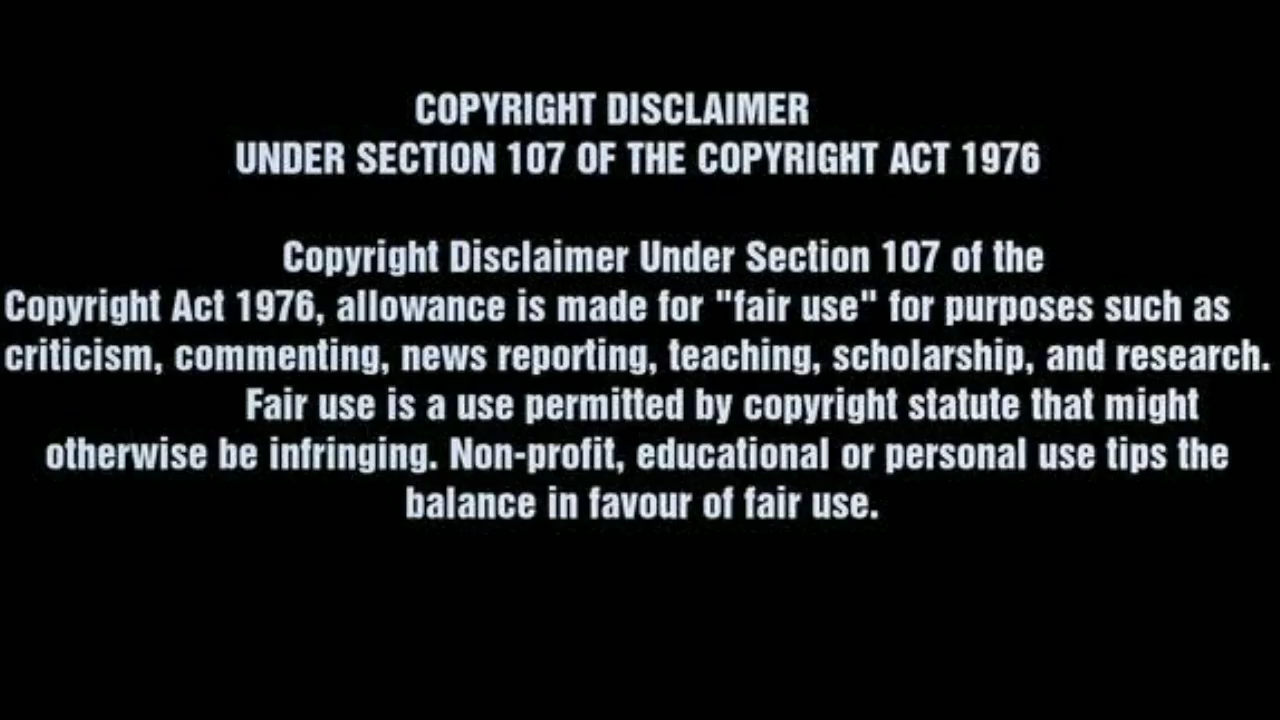 COPYRIGHT DISCLAIMER
UNDER SECTION 107 OF THE COPYRIGHT ACT 1976
Copyright Disclaimer Under Section 107 of the
Copyright Act 1976, allowance is made for "fair use" for purposes such as
criticism, commenting, news reporting, teaching, scholarship, and research.
Fair use is a use permitted by copyright statute that might
otherwise be infringing. Non-profit, educational or personal use tips the
balance in favour of fair use.